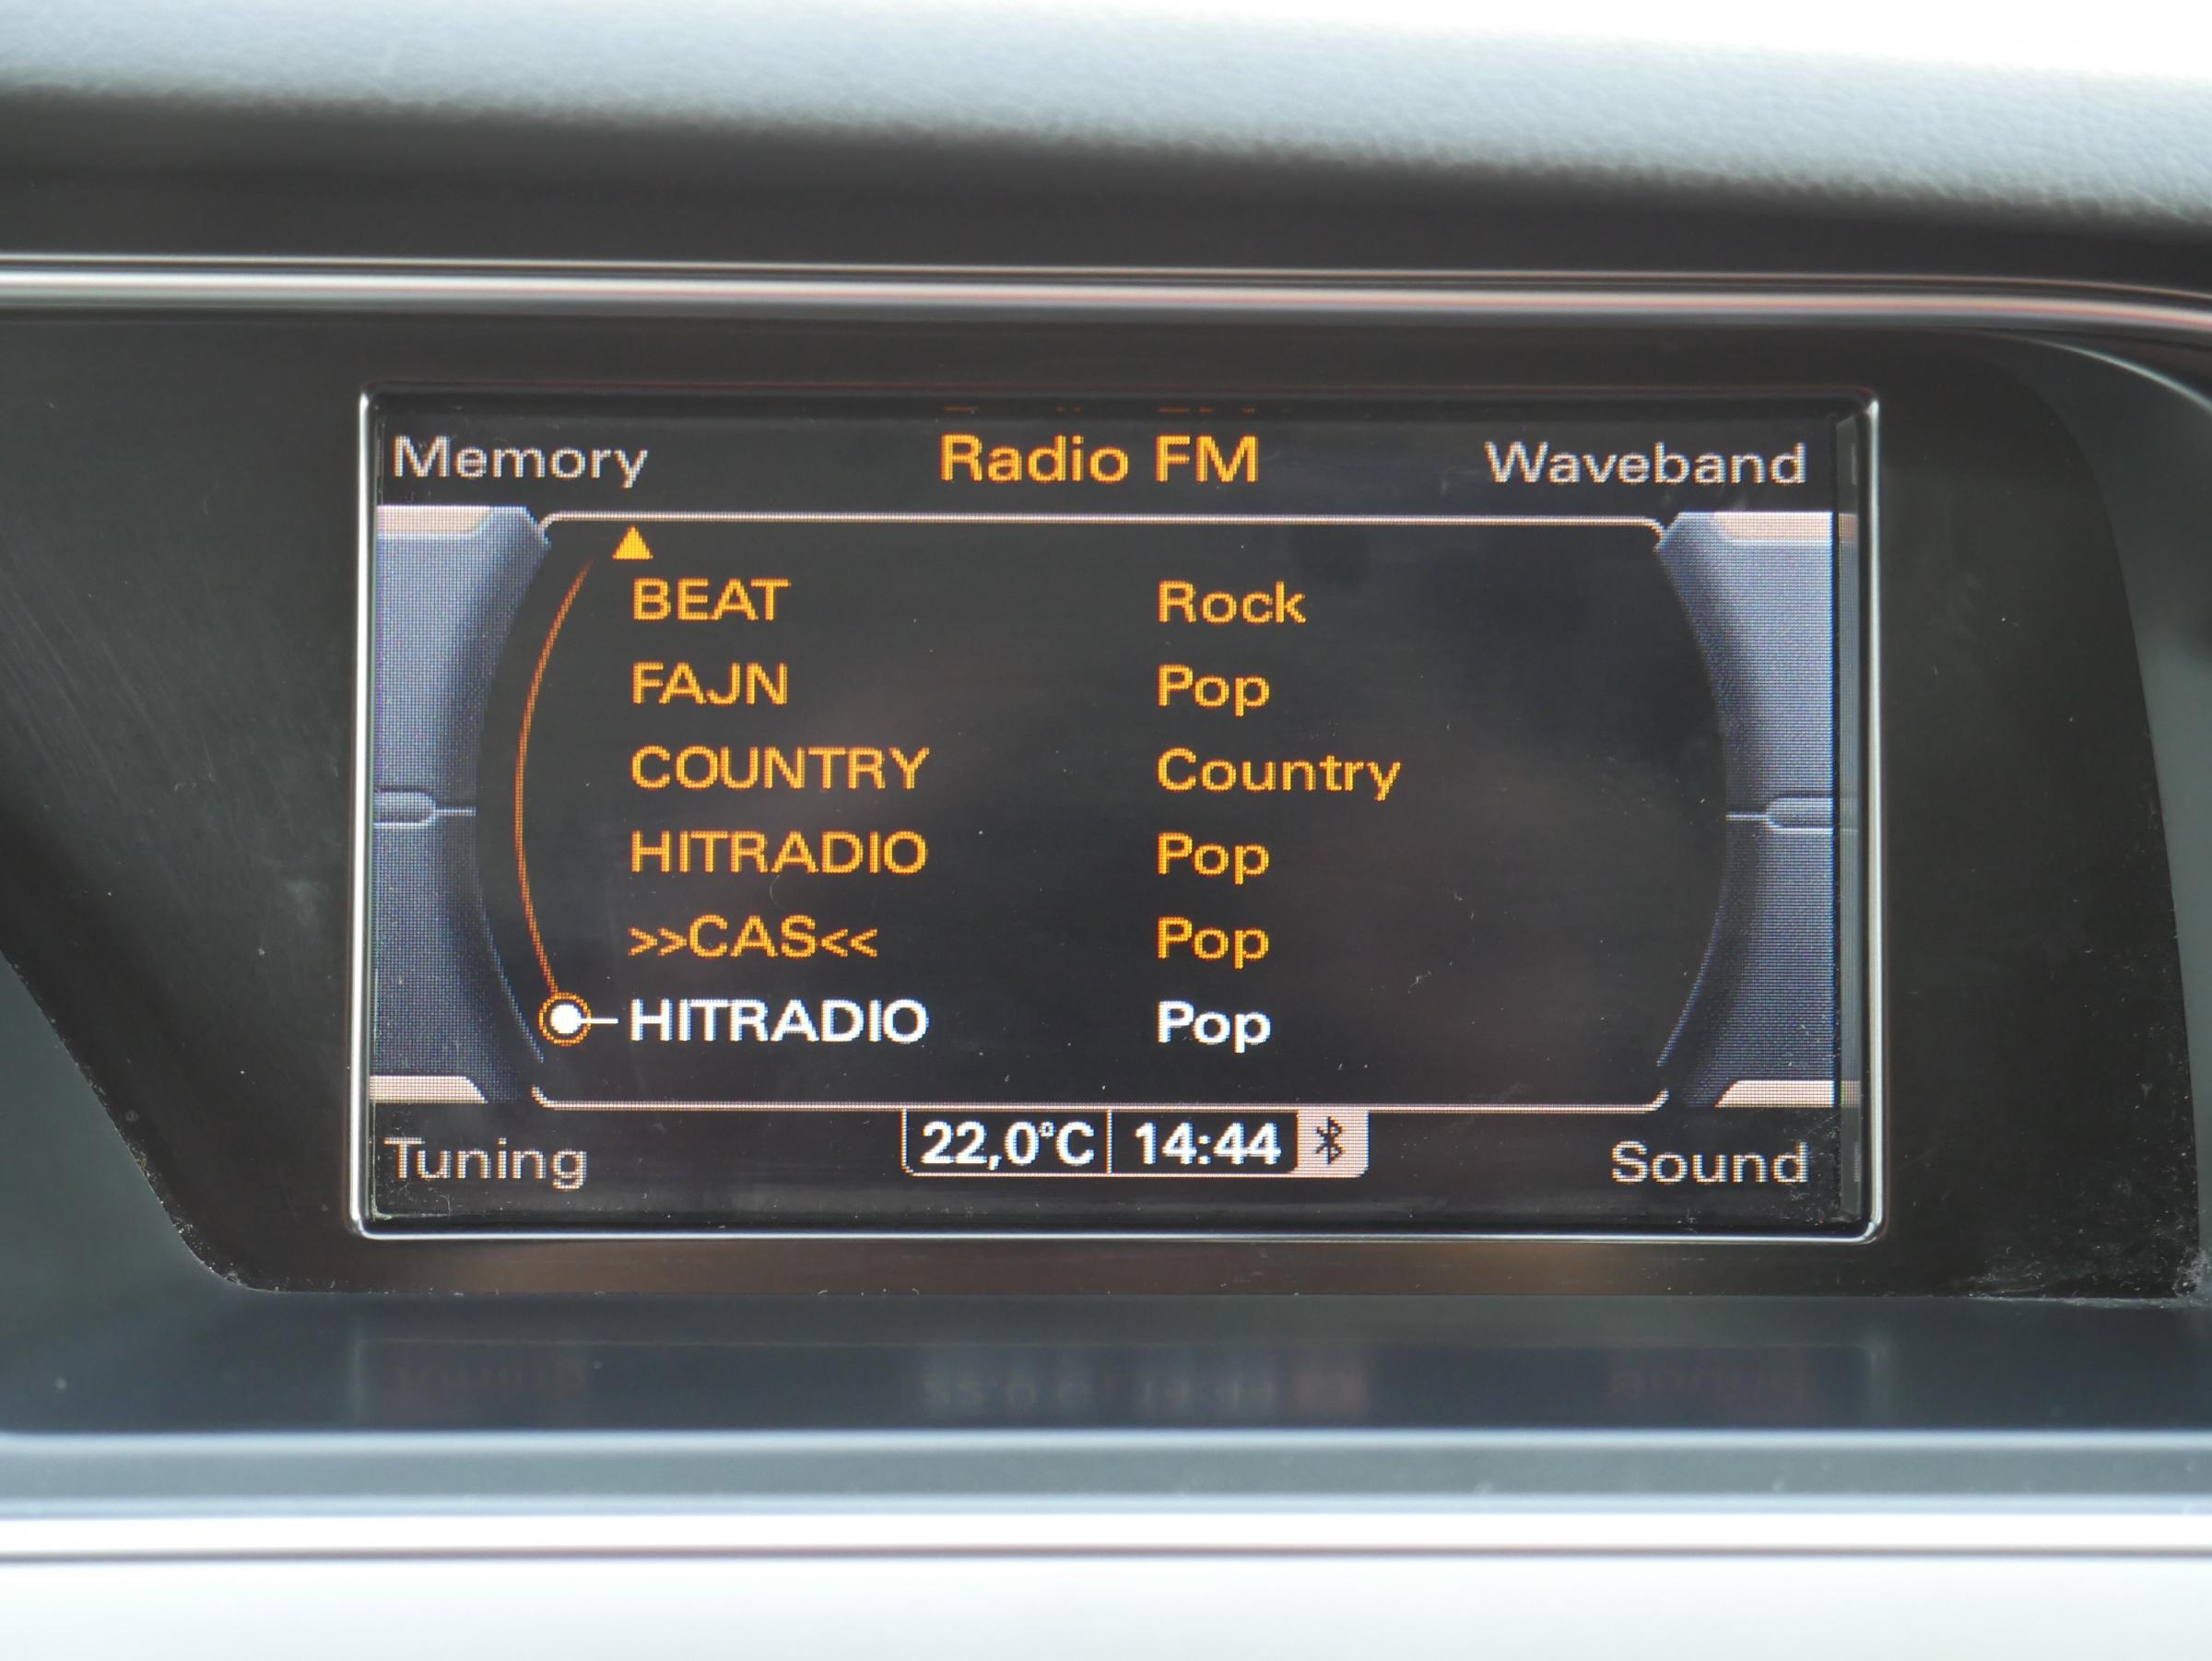 Memory Radio FM Waveband
BEAT Rock
FAJN Pop
COUNTRY Country
HITRADIO Pop
>>CAS<< Pop
HITRADIO Pop
Tuning 22,0°C 14:44 Sound